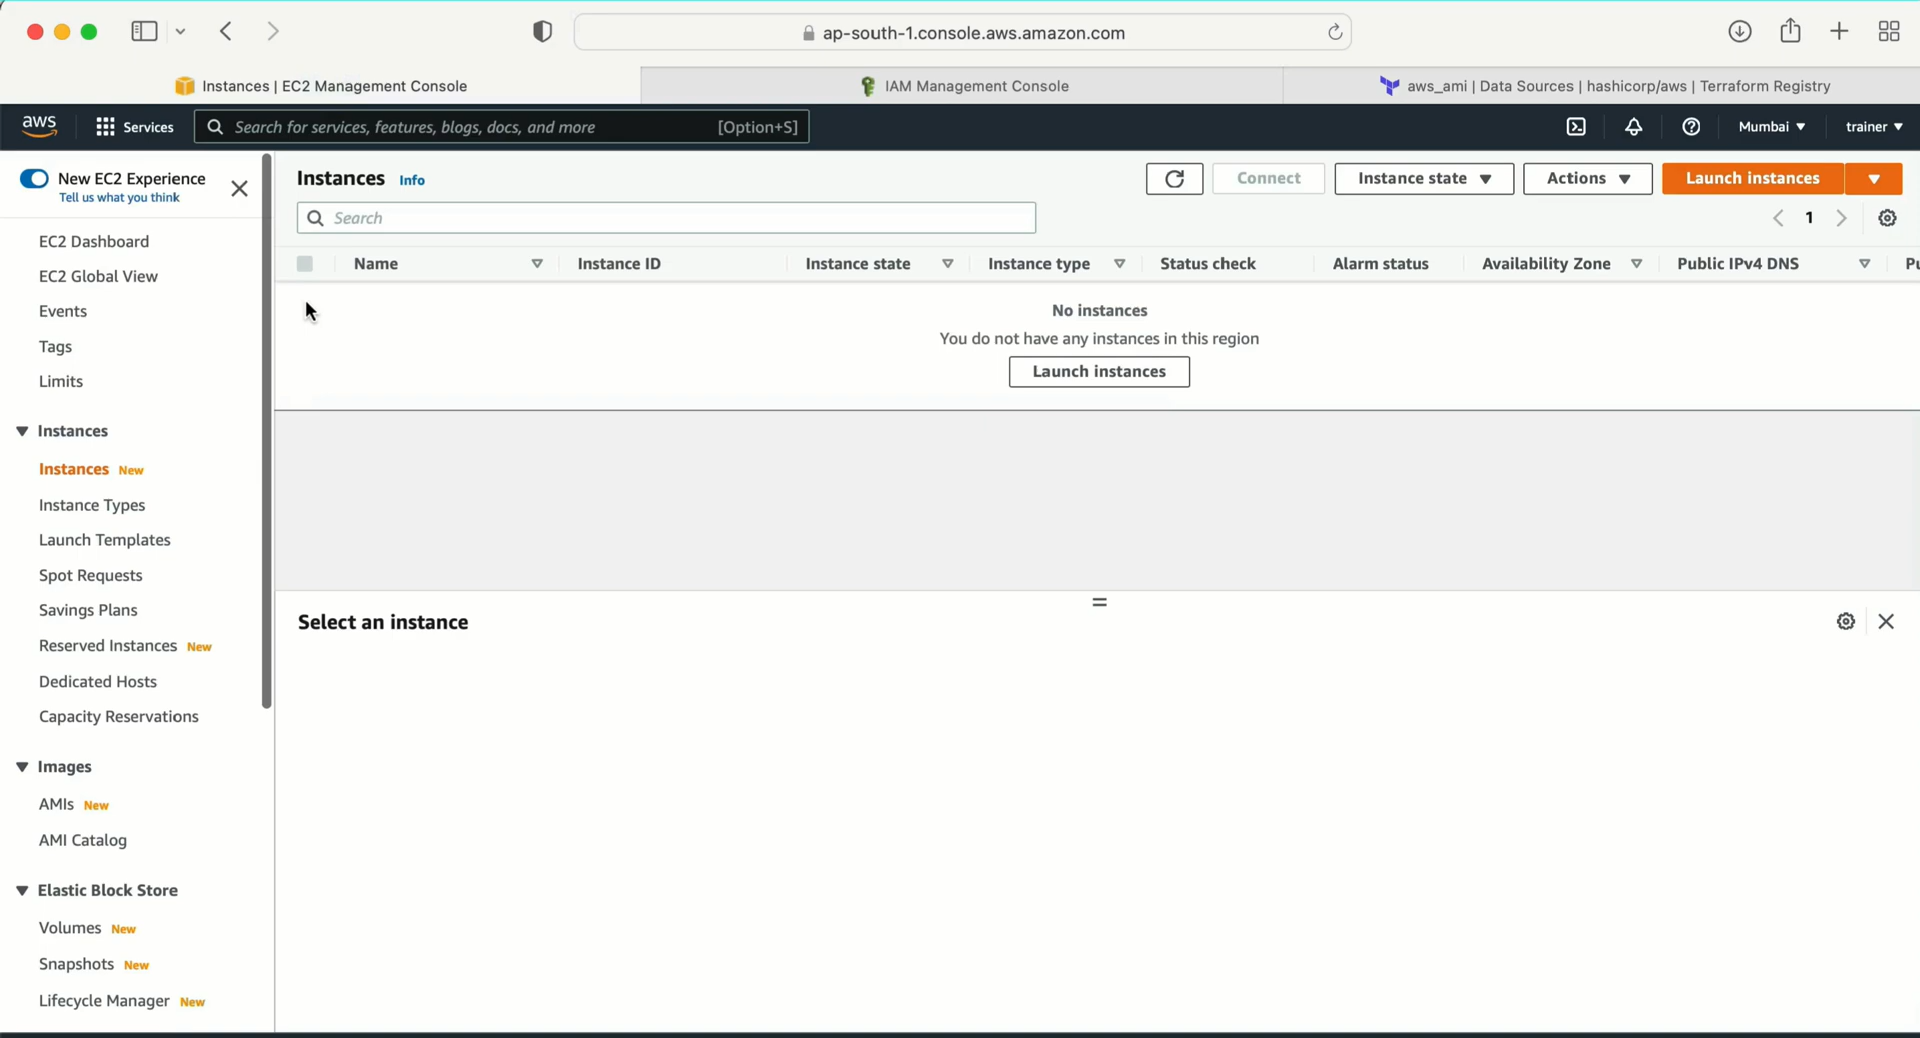 ap-south-1.console.aws.amazon.com
Instances | EC2 Management Console
IAM Management Console
aws_ami | Data Sources | hashicorp/aws | Terraform Registry
aws
Services
Search for services, features, blogs, docs, and more
[Option+S]
Mumbai
trainer
New EC2 Experience
Tell us what you think
EC2 Dashboard
EC2 Global View
Events
Tags
Limits
Instances
Instances New
Instance Types
Launch Templates
Spot Requests
Savings Plans
Reserved Instances New
Dedicated Hosts
Capacity Reservations
Images
AMIs New
AMI Catalog
Elastic Block Store
Volumes New
Snapshots New
Lifecycle Manager New
Instances Info
Connect
Instance state
Actions
Launch instances
Search
1
Name
Instance ID
Instance state
Instance type
Status check
Alarm status
Availability Zone
Public IPv4 DNS
No instances
You do not have any instances in this region
Launch instances
Select an instance